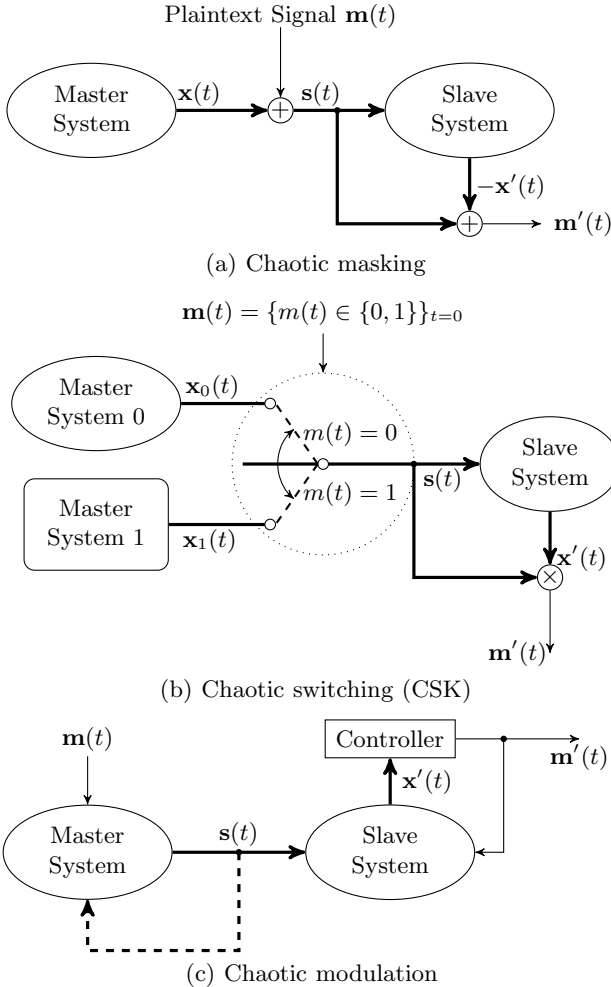 Plaintext Signal m(t)
Master
System
x(t)
+
s(t)
Slave
System
−x′(t)
+
m′(t)
(a) Chaotic masking
m(t) = {m(t) ∈ {0, 1}}t=0
Master
System 0
x0(t)
m(t) = 0
m(t) = 1
Master
System 1
x1(t)
s(t)
Slave
System
x′(t)
×
m′(t)
(b) Chaotic switching (CSK)
m(t)
Master
System
s(t)
Slave
System
x′(t)
Controller
m′(t)
(c) Chaotic modulation